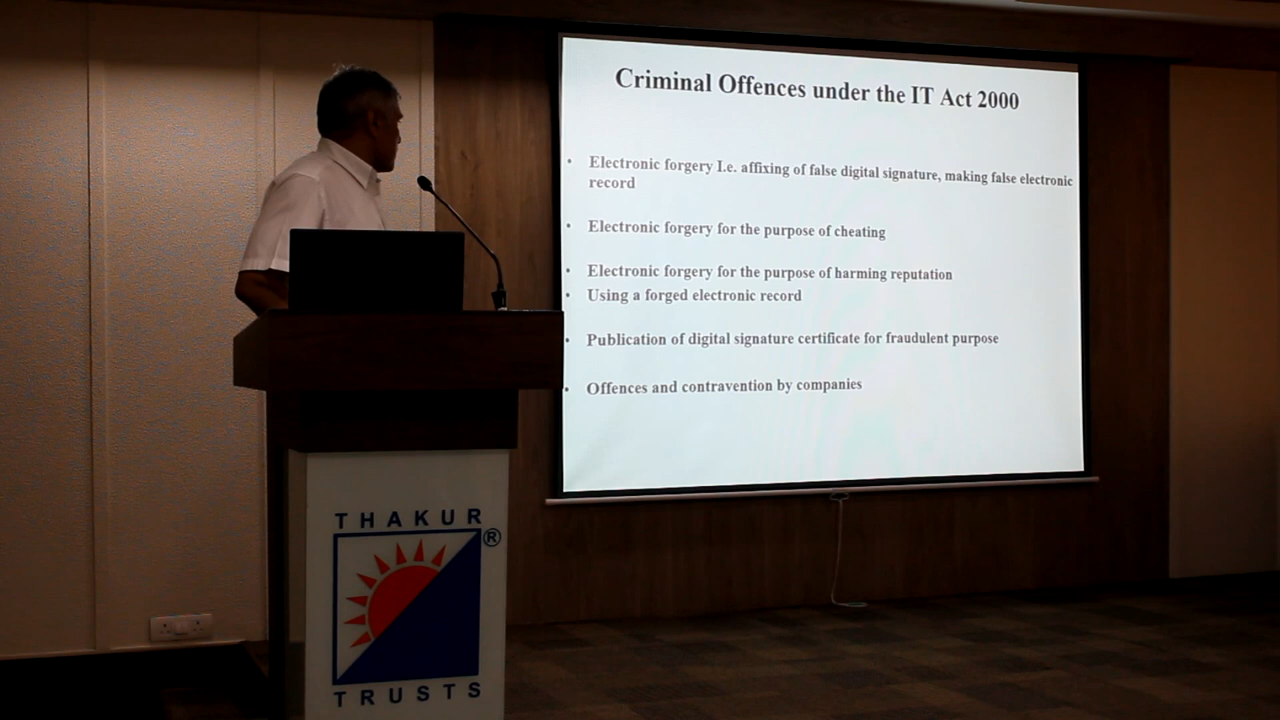 Criminal Offences under the IT Act 2000
• Electronic forgery I.e. affixing of false digital signature, making false electronic
record
• Electronic forgery for the purpose of cheating
• Electronic forgery for the purpose of harming reputation
• Using a forged electronic record
• Publication of digital signature certificate for fraudulent purpose
• Offences and contravention by companies
THAKUR
®
TRUSTS